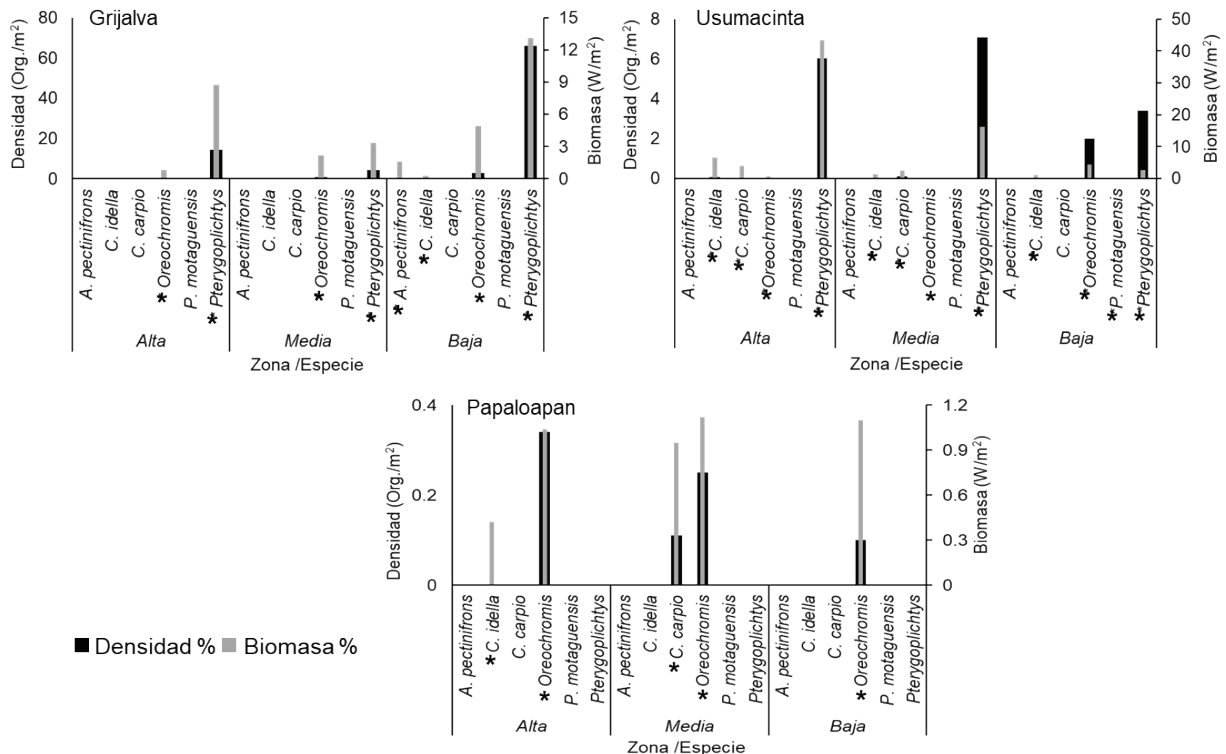 Grijalva
Densidad (Org./m²)
80
60
40
20
0
15
12
9
6
3
0
Biomasa (W/m²)
A. pectinifrons
C. idella
C. carpio
* Oreochromis
P. motaguensis
* Pterygoplichtys
A. pectinifrons
C. idella
C. carpio
* Oreochromis
P. motaguensis
* Pterygoplichtys
* A. pectinifrons
* C. idella
C. carpio
* Oreochromis
P. motaguensis
* Pterygoplichtys
Alta
Media
Baja
Zona /Especie
Usumacinta
Densidad (Org./m²)
8
6
4
2
0
50
40
30
20
10
0
Biomasa (W/m²)
A. pectinifrons
* C. idella
* C. carpio
* Oreochromis
P. motaguensis
* Pterygoplichtys
A. pectinifrons
* C. idella
* C. carpio
* Oreochromis
P. motaguensis
* Pterygoplichtys
A. pectinifrons
* C. idella
C. carpio
* Oreochromis
* P. motaguensis
* Pterygoplichtys
Alta
Media
Baja
Zona /Especie
Papaloapan
Densidad (Org./m²)
0.4
0.2
0
1.2
0.9
0.6
0.3
0
Biomasa (W/m²)
A. pectinifrons
* C. idella
C. carpio
* Oreochromis
P. motaguensis
Pterygoplichtys
A. pectinifrons
C. idella
* C. carpio
* Oreochromis
P. motaguensis
Pterygoplichtys
A. pectinifrons
C. idella
C. carpio
* Oreochromis
P. motaguensis
Pterygoplichtys
Alta
Media
Baja
Zona /Especie
Densidad %
Biomasa %